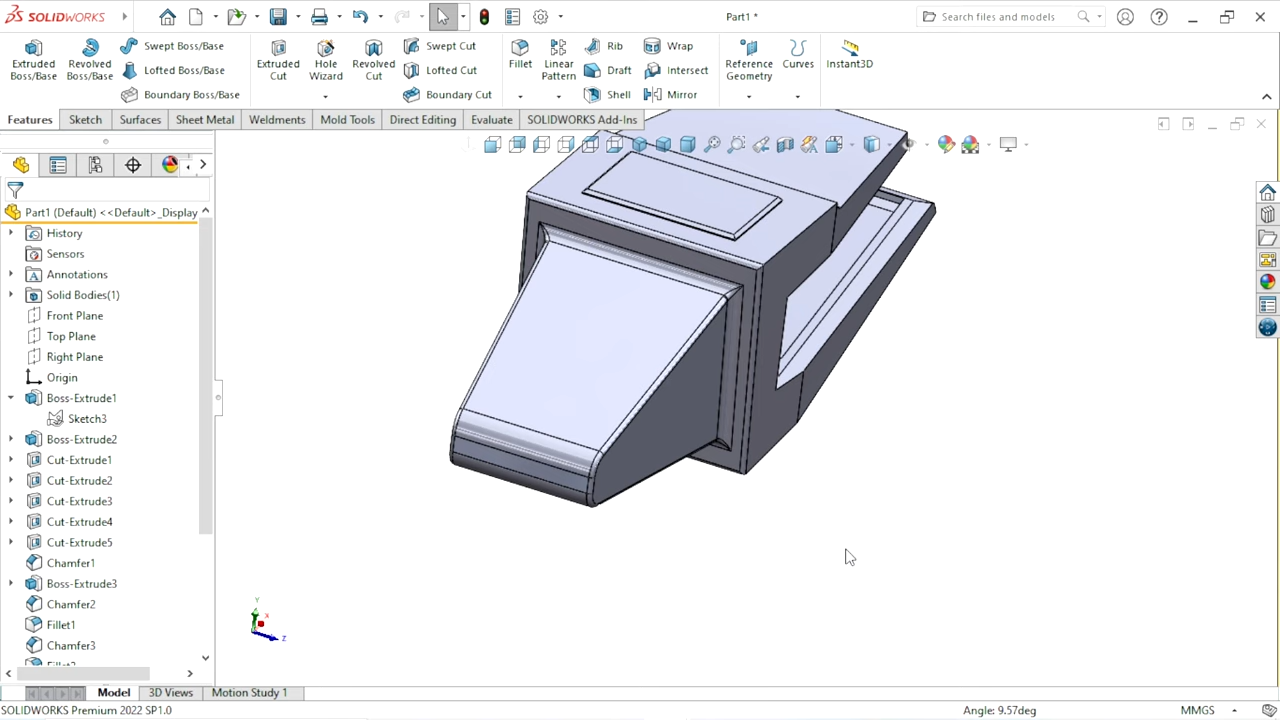 SOLIDWORKS
Part1 *
Search files and models
Extruded Boss/Base
Revolved Boss/Base
Swept Boss/Base
Lofted Boss/Base
Boundary Boss/Base
Extruded Cut
Hole Wizard
Revolved Cut
Swept Cut
Lofted Cut
Boundary Cut
Fillet
Linear Pattern
Rib
Draft
Shell
Wrap
Intersect
Mirror
Reference Geometry
Curves
Instant3D
Features
Sketch
Surfaces
Sheet Metal
Weldments
Mold Tools
Direct Editing
Evaluate
SOLIDWORKS Add-Ins
Part1 (Default) <<Default>_Display
History
Sensors
Annotations
Solid Bodies(1)
Front Plane
Top Plane
Right Plane
Origin
Boss-Extrude1
Sketch3
Boss-Extrude2
Cut-Extrude1
Cut-Extrude2
Cut-Extrude3
Cut-Extrude4
Cut-Extrude5
Chamfer1
Boss-Extrude3
Chamfer2
Fillet1
Chamfer3
Y
X
Z
Model
3D Views
Motion Study 1
SOLIDWORKS Premium 2022 SP1.0
Angle: 9.57deg
MMGS